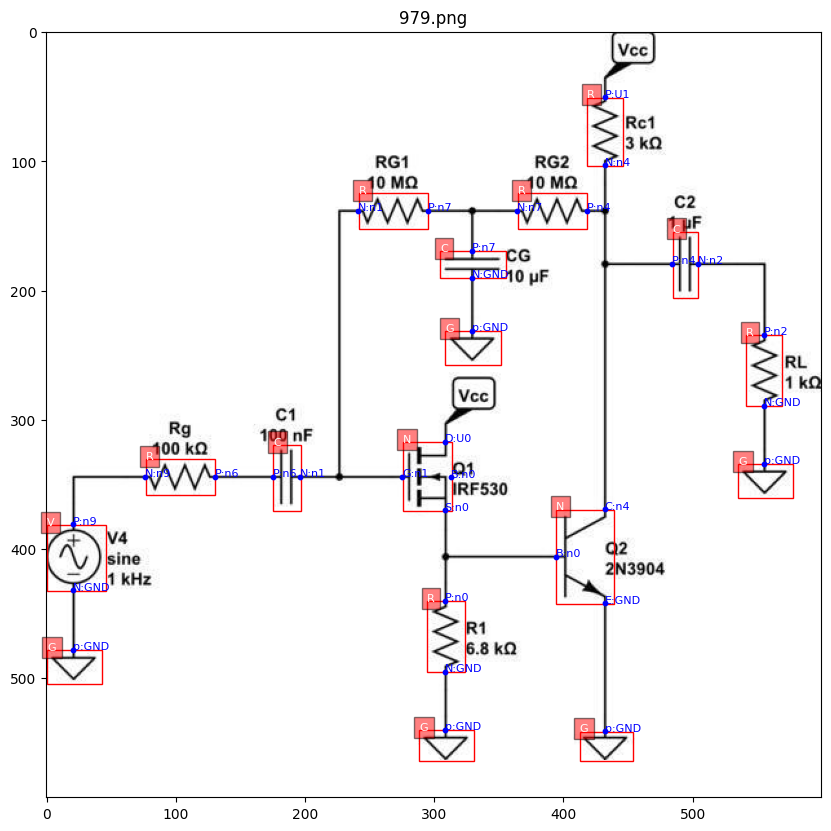 979.png
Vcc
R
P:U1
Rc1
3 kΩ
N:n4
RG1
10 MΩ
R
N:n1
P:n7
RG2
10 MΩ
R
N:n7
P:n4
C2
1 µF
C
P:n4
N:n2
C
P:n7
CG
10 µF
N:GND
G
p:GND
R
P:n2
RL
1 kΩ
N:GND
G
p:GND
Vcc
N
D:U0
Q1
IRF530
G:n1
S:n0
Rg
100 kΩ
R
N:n9
P:n6
C1
100 nF
C
P:n6
N:n1
V
P:n9
V4
sine
1 kHz
N:GND
G
p:GND
N
C:n4
Q2
2N3904
B:n0
E:GND
R
P:n0
R1
6.8 kΩ
N:GND
G
p:GND
G
p:GND
0
100
200
300
400
500
0
100
200
300
400
500